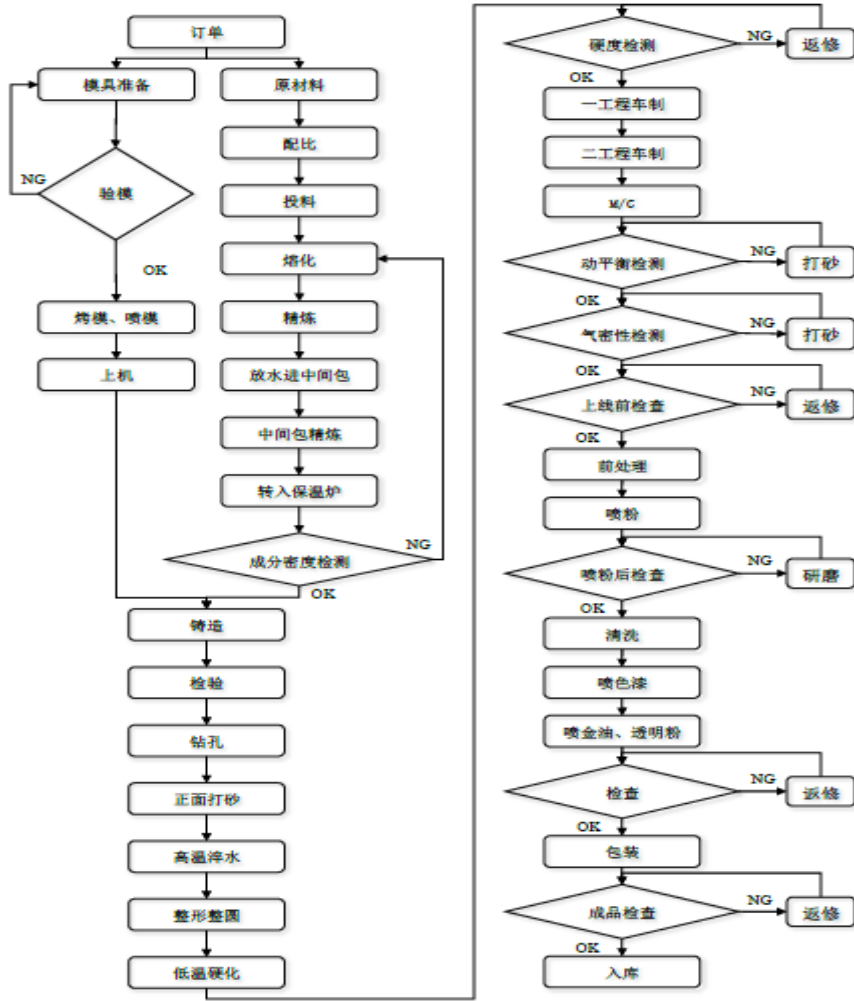 订单
模具准备
原材料
配比
NG
验模
投料
OK
熔化
烤模、喷模
精炼
上机
放水进中间包
中间包精炼
转入保温炉
成分密度检测
NG
OK
铸造
检验
钻孔
正面打砂
高温淬水
整形整圆
低温硬化
硬度检测
NG
返修
OK
一工程车制
二工程车制
M/C
动平衡检测
NG
打砂
OK
气密性检测
NG
打砂
OK
上线前检查
NG
返修
OK
前处理
喷粉
喷粉后检查
NG
研磨
OK
清洗
喷色漆
喷金油、透明粉
检查
NG
返修
OK
包装
成品检查
NG
返修
OK
入库